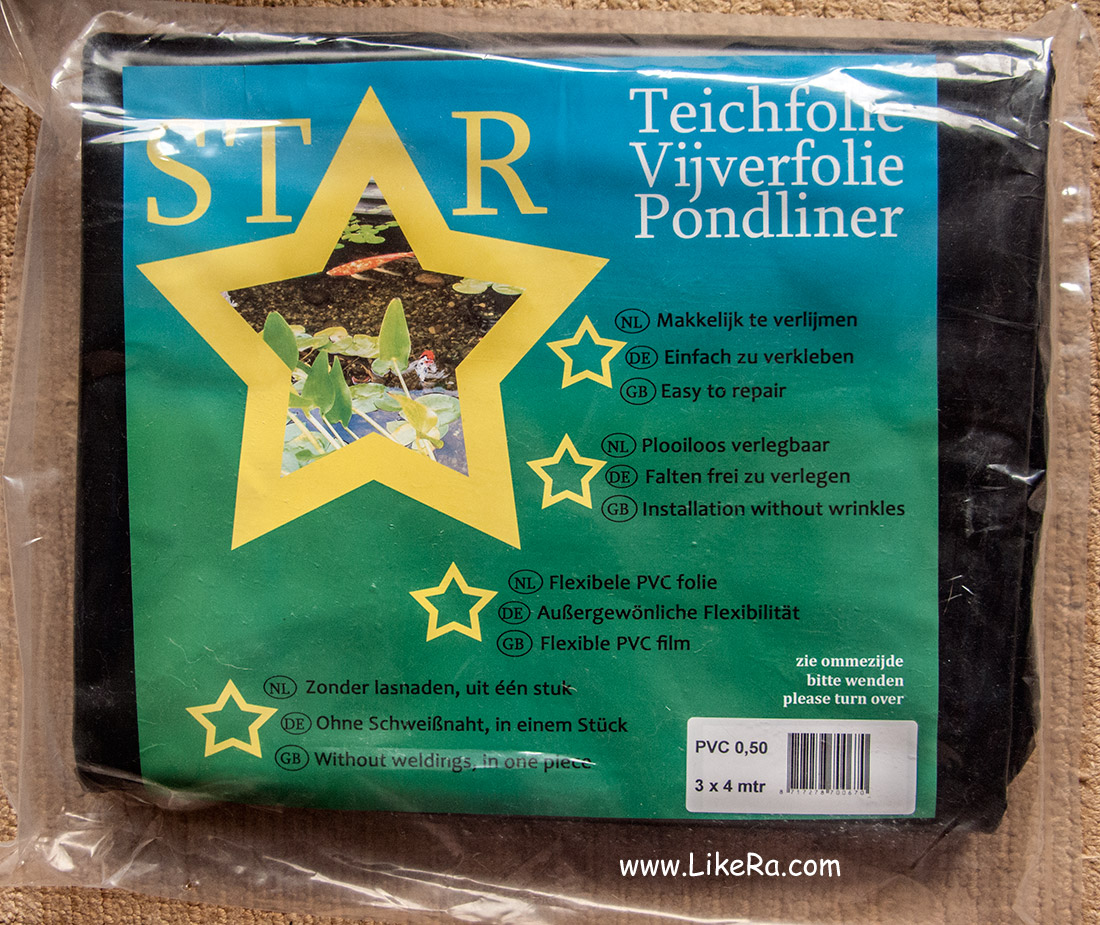 STAR
Teichfolie
Vijverfolie
Pondliner
NL Makkelijk te verlijmen
DE Einfach zu verkleben
GB Easy to repair
NL Plooiloos verlegbaar
DE Falten frei zu verlegen
GB Installation without wrinkles
NL Flexibele PVC folie
DE Außergewönliche Flexibilität
GB Flexible PVC film
NL Zonder lasnaden, uit één stuk
DE Ohne Schweißnaht, in einem Stück
GB Without weldings, in one piece
zie ommezijde
bitte wenden
please turn over
PVC 0,50
3 x 4 mtr
8 717278 700670
www.LikeRa.com